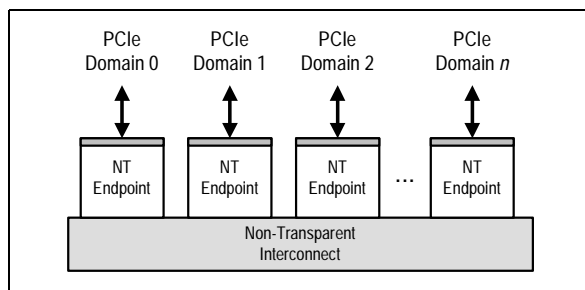 PCIe
Domain 0
PCIe
Domain 1
PCIe
Domain 2
PCIe
Domain n
NT
Endpoint
NT
Endpoint
NT
Endpoint
...
NT
Endpoint
Non-Transparent
Interconnect